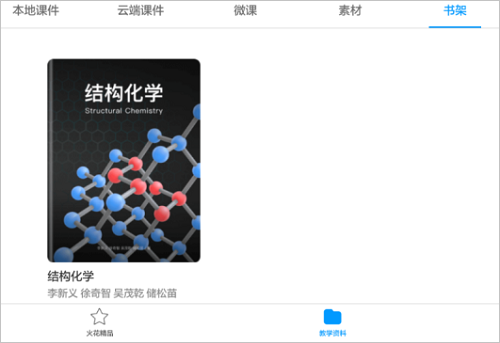 本地课件 云端课件 微课 素材 书架
结构化学
Structural Chemistry
结构化学
李新义 徐奇智 吴茂乾 储松苗
火花精品 教学资料